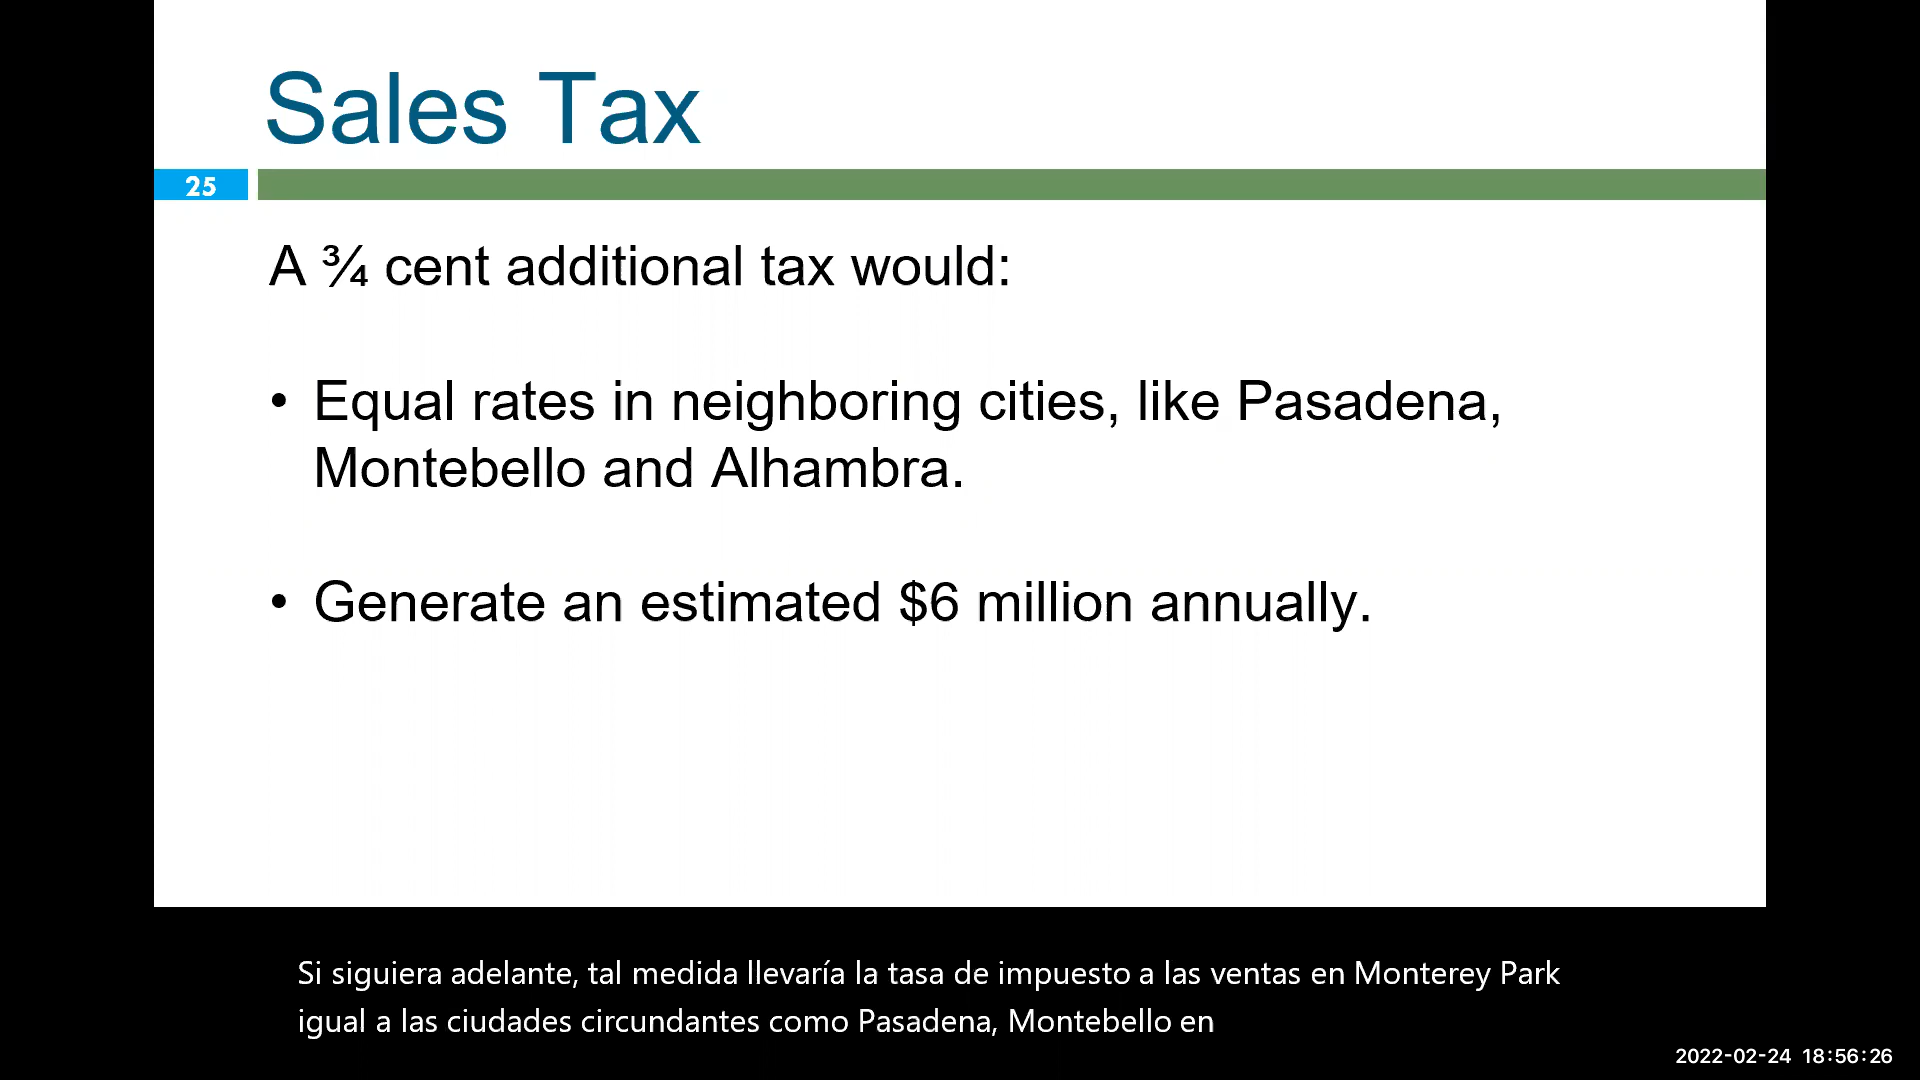 Sales Tax
25
A ¾ cent additional tax would:
• Equal rates in neighboring cities, like Pasadena,
Montebello and Alhambra.
• Generate an estimated $6 million annually.
Si siguiera adelante, tal medida llevaría la tasa de impuesto a las ventas en Monterey Park
igual a las ciudades circundantes como Pasadena, Montebello en
2022-02-24 18:56:26